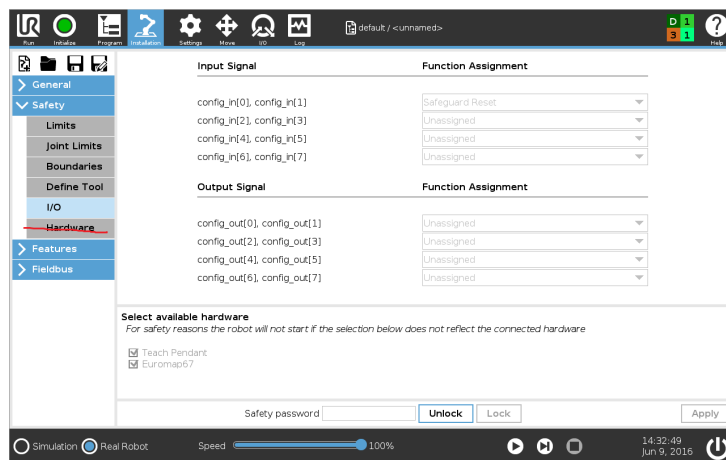 Run Initialize Program Installation Settings Move I/O Log default / <unnamed> D 1 Help
3 1
General
Safety
Limits
Joint Limits
Boundaries
Define Tool
I/O
Hardware
Features
Fieldbus
Input Signal Function Assignment
config_in[0], config_in[1] Safeguard Reset
config_in[2], config_in[3] Unassigned
config_in[4], config_in[5] Unassigned
config_in[6], config_in[7] Unassigned
Output Signal Function Assignment
config_out[0], config_out[1] Unassigned
config_out[2], config_out[3] Unassigned
config_out[4], config_out[5] Unassigned
config_out[6], config_out[7] Unassigned
Select available hardware
For safety reasons the robot will not start if the selection below does not reflect the connected hardware
Teach Pendant
Euromap67
Safety password Unlock Lock Apply
Simulation Real Robot Speed 100% 14:32:49
Jun 9, 2016